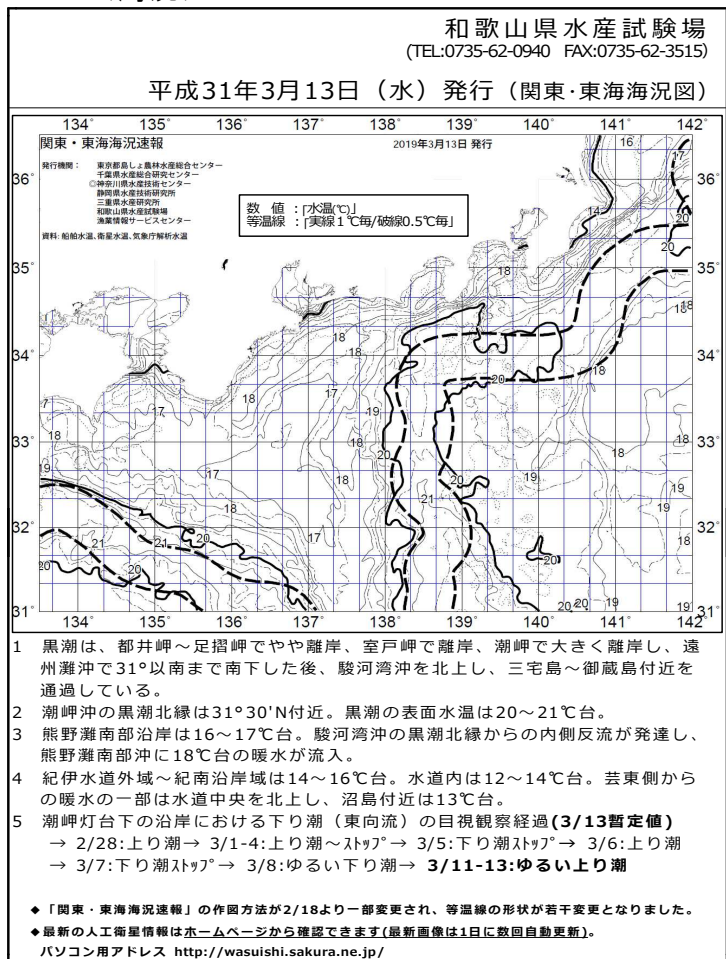 和歌山県水産試験場
(TEL:0735-62-0940 FAX:0735-62-3515)
平成31年3月13日（水）発行（関東･東海海況図）
134° 135° 136° 137° 138° 139° 140° 141° 142°
関東・東海海況速報
2019年3月13日 発行
発行機関： 東京都島しょ農林水産総合センター
千葉県水産総合研究センター
◎神奈川県水産技術センター
静岡県水産技術研究所
三重県水産研究所
和歌山県水産試験場
漁業情報サービスセンター
資料: 船舶水温、衛星水温、気象庁解析水温
数 値 ：｢水温(℃)｣
等温線 ：｢実線１℃毎/破線0.5℃毎｣
36° 36°
35° 35°
34° 34°
33° 33°
32° 32°
31° 31°
134° 135° 136° 137° 138° 139° 140° 141° 142°
1 黒潮は、都井岬～足摺岬でやや離岸、室戸岬で離岸、潮岬で大きく離岸し、遠
州灘沖で31°以南まで南下した後、駿河湾沖を北上し、三宅島～御蔵島付近を
通過している。
2 潮岬沖の黒潮北縁は31°30'N付近。黒潮の表面水温は20～21℃台。
3 熊野灘南部沿岸は16～17℃台。駿河湾沖の黒潮北縁からの内側反流が発達し、
熊野灘南部沖に18℃台の暖水が流入。
4 紀伊水道外域～紀南沿岸域は14～16℃台。水道内は12～14℃台。芸東側から
の暖水の一部は水道中央を北上し、沼島付近は13℃台。
5 潮岬灯台下の沿岸における下り潮（東向流）の目視観察経過(3/13暫定値)
→ 2/28:上り潮→ 3/1-4:上り潮～ｽﾄｯﾌﾟ→ 3/5:下り潮ｽﾄｯﾌﾟ→ 3/6:上り潮
→ 3/7:下り潮ｽﾄｯﾌﾟ→ 3/8:ゆるい下り潮→ 3/11-13:ゆるい上り潮
◆「関東・東海海況速報」の作図方法が2/18より一部変更され、等温線の形状が若干変更となりました。
◆最新の人工衛星情報はホームページから確認できます(最新画像は1日に数回自動更新)。
パソコン用アドレス http://wasuishi.sakura.ne.jp/